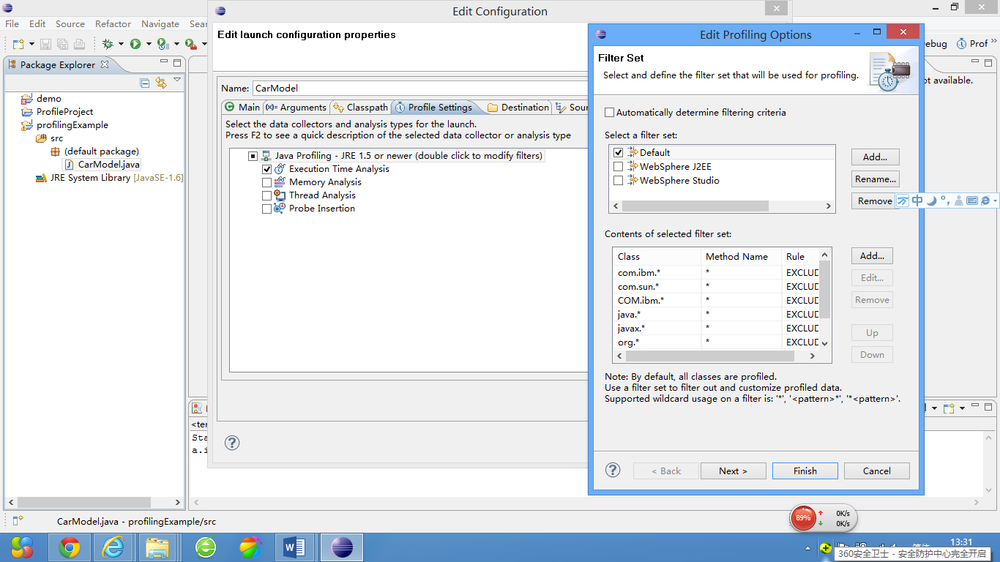 Edit Configuration
File Edit Source Refactor Navigate
Edit launch configuration properties
Edit Profiling Options
Filter Set
Select and define the filter set that will be used for profiling.
Prof
Package Explorer
demo
ProfileProject
profilingExample
src
(default package)
CarModel.java
JRE System Library [JavaSE-1.6]
Name: CarModel
Main (x)= Arguments Classpath Profile Settings Destination
Select the data collectors and analysis types for the launch.
Press F2 to see a quick description of the selected data collector or analysis type
Java Profiling - JRE 1.5 or newer (double click to modify filters)
Execution Time Analysis
Memory Analysis
Thread Analysis
Probe Insertion
Automatically determine filtering criteria
Select a filter set:
Default
WebSphere J2EE
WebSphere Studio
Add...
Rename...
Remove
中
Contents of selected filter set:
Class Method Name Rule
com.ibm.* * EXCLUD
com.sun.* * EXCLUD
COM.ibm.* * EXCLUD
java.* * EXCLUD
javax.* * EXCLUD
org.* * EXCLUD
Add...
Edit...
Remove
Up
Down
Note: By default, all classes are profiled.
Use a filter set to filter out and customize profiled data.
Supported wildcard usage on a filter is: '*', '<pattern>*', '*<pattern>'.
< Back Next > Finish Cancel
ot available.
<ter
Sta
a.i
CarModel.java - profilingExample/src
89% 0K/s
0K/s
13:31
360安全卫士 - 安全防护中心完全开启